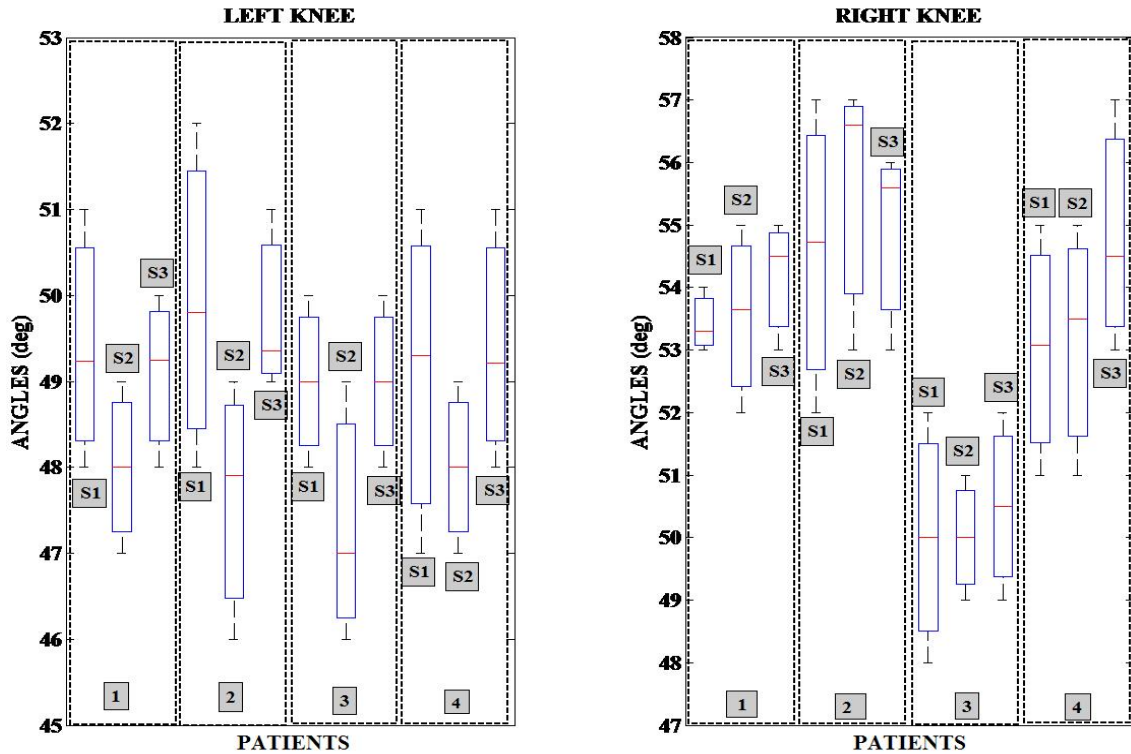 LEFT KNEE
53
52
51
50
49
48
47
46
45
ANGLES (deg)
S1
S2
S3
S1
S2
S3
S1
S2
S3
S1
S2
S3
1
2
3
4
PATIENTS
RIGHT KNEE
58
57
56
55
54
53
52
51
50
49
48
47
ANGLES (deg)
S1
S2
S3
S1
S2
S3
S1
S2
S3
S1
S2
S3
1
2
3
4
PATIENTS